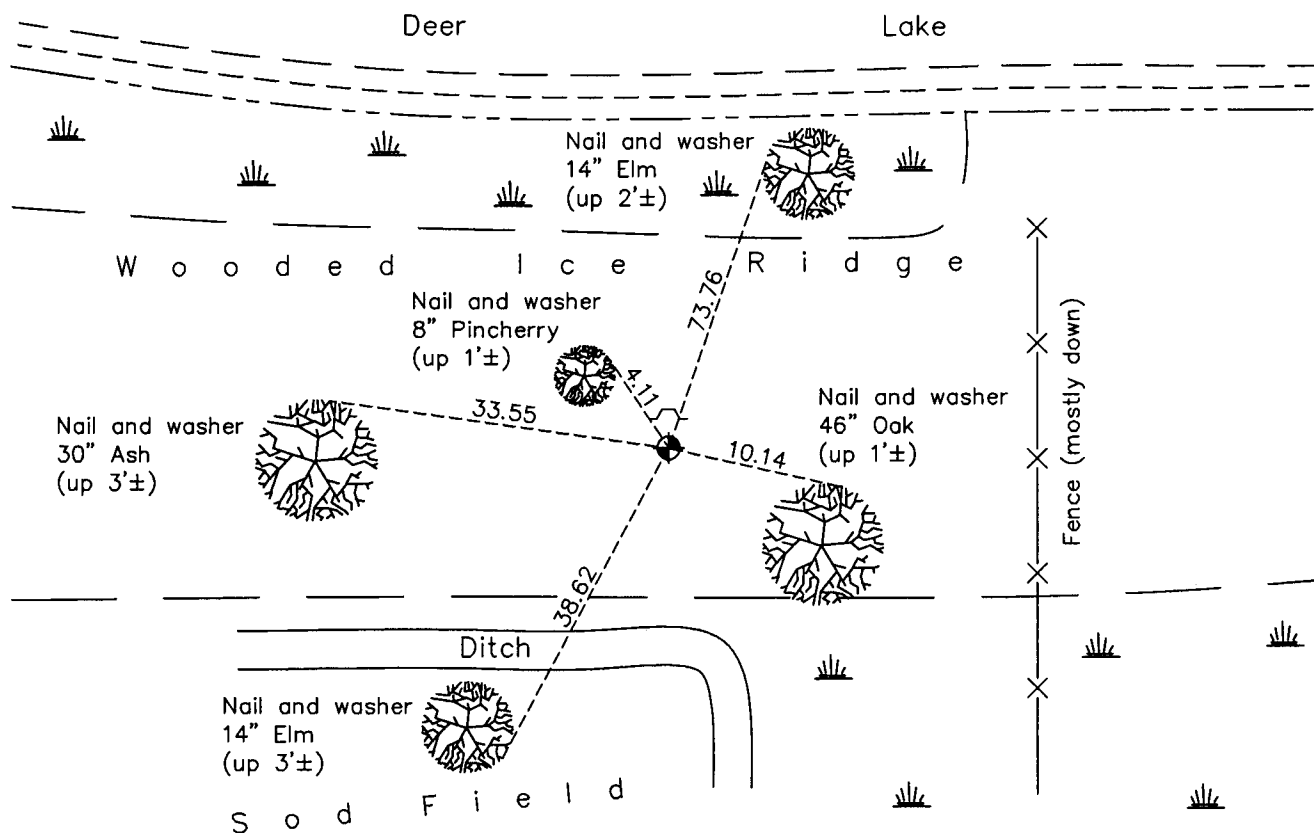 Deer Lake
Nail and washer
14" Elm
(up 2'±)
Wooded Ice Ridge
73.76
Nail and washer
8" Pincherry
(up 1'±)
4.11
33.55
Nail and washer
30" Ash
(up 3'±)
Nail and washer
46" Oak
(up 1'±)
10.14
Fence (mostly down)
38.62
Ditch
Nail and washer
14" Elm
(up 3'±)
Sod Field